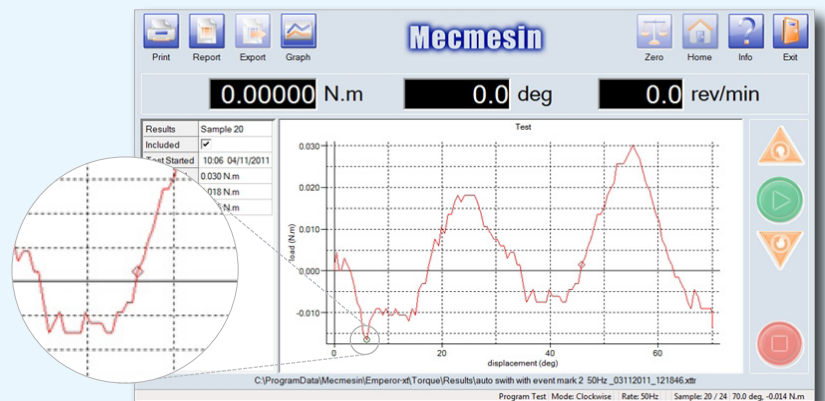 Mecmesin
Print
Report
Export
Graph
Zero
Home
Info
Exit
0.00000 N.m
0.0 deg
0.0 rev/min
Results Sample 20
Included
Test Started 10:06 04/11/2011
0.030 N.m
0.018 N.m
N.m
Test
0.030
0.020
0.010
0.000
-0.010
load (N.m)
0 20 40 60
displacement (deg)
C:\ProgramData\Mecmesin\Emperor-xt\Torque\Results\auto swith with event mark 2 50Hz _03112011_121846.xttr
Program Test Mode: Clockwise Rate: 50Hz Sample: 20 / 24 70.0 deg, -0.014 N.m